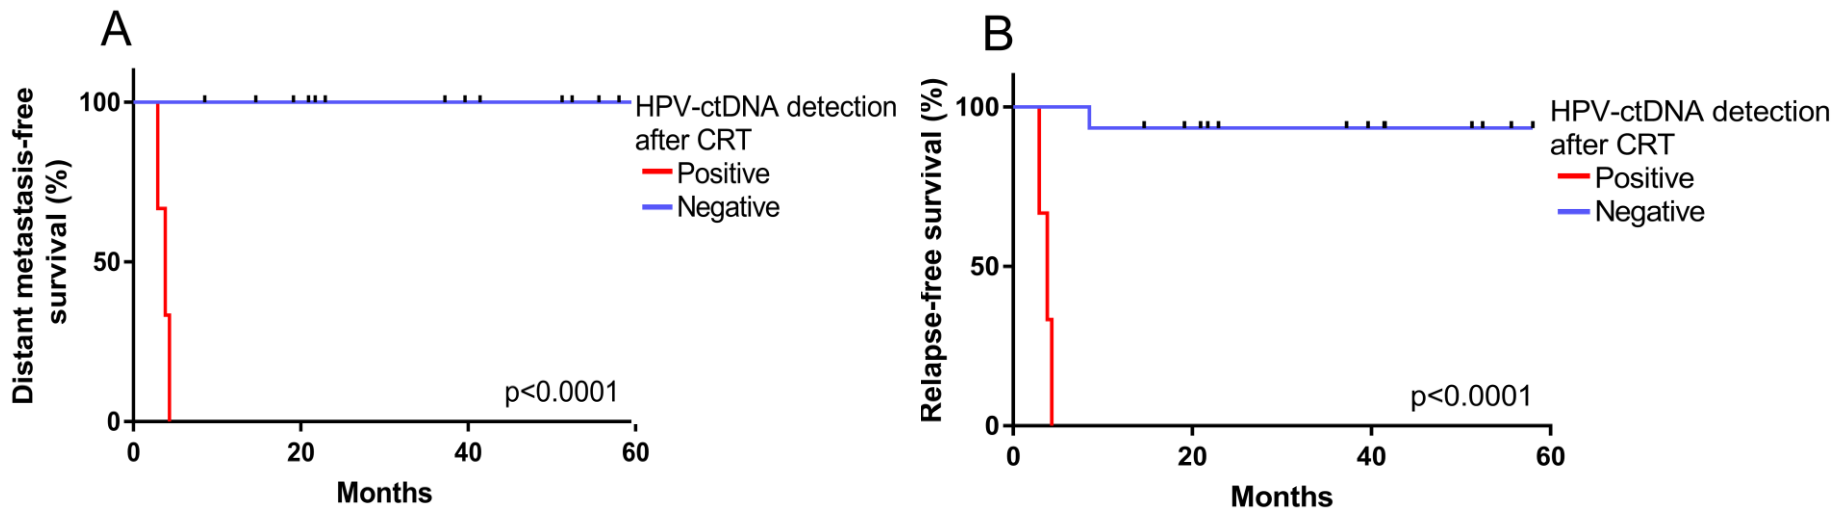 A
Distant metastasis-free
survival (%)
100
50
0
0 20 40 60
Months
HPV-ctDNA detection
after CRT
Positive
Negative
p<0.0001
B
Relapse-free survival (%)
100
50
0
0 20 40 60
Months
HPV-ctDNA detection
after CRT
Positive
Negative
p<0.0001